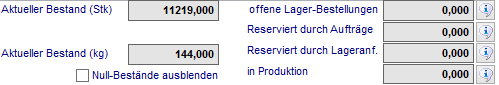 Aktueller Bestand (Stk) 11219,000
Aktueller Bestand (kg) 144,000
Null-Bestände ausblenden
offene Lager-Bestellungen 0,000
Reserviert durch Aufträge 0,000
Reserviert durch Lageranf. 0,000
in Produktion 0,000